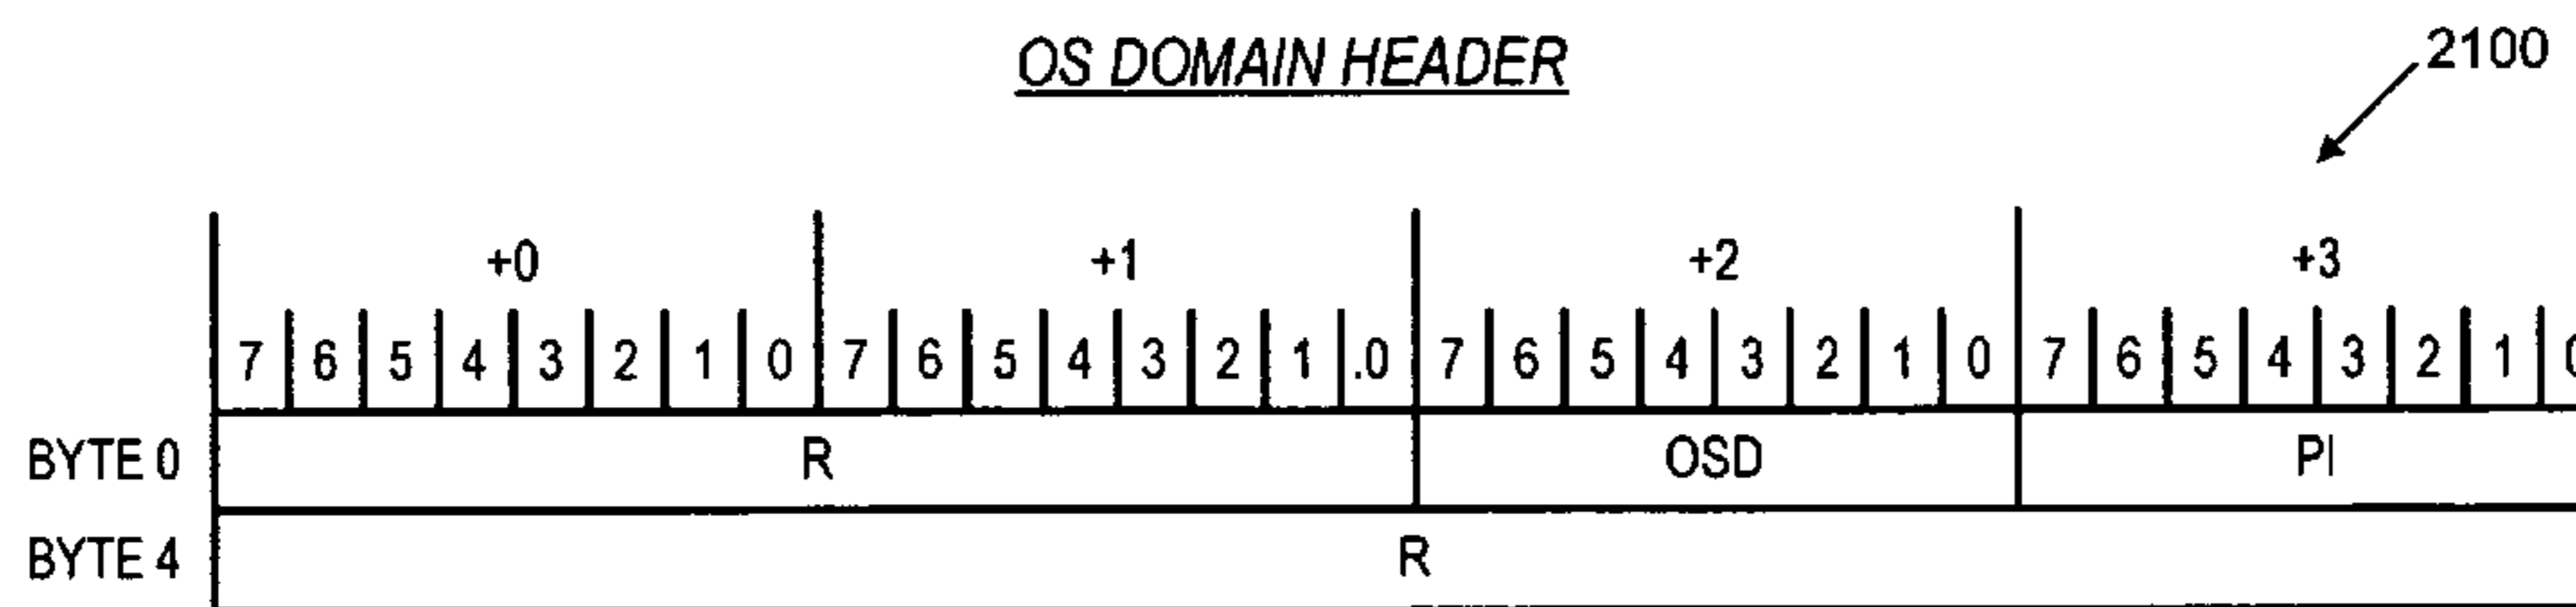 OS DOMAIN HEADER
2100
+0 +1 +2 +3
7 6 5 4 3 2 1 0 7 6 5 4 3 2 1 .0 7 6 5 4 3 2 1 0 7 6 5 4 3 2 1 0
BYTE 0 R OSD PI
BYTE 4 R